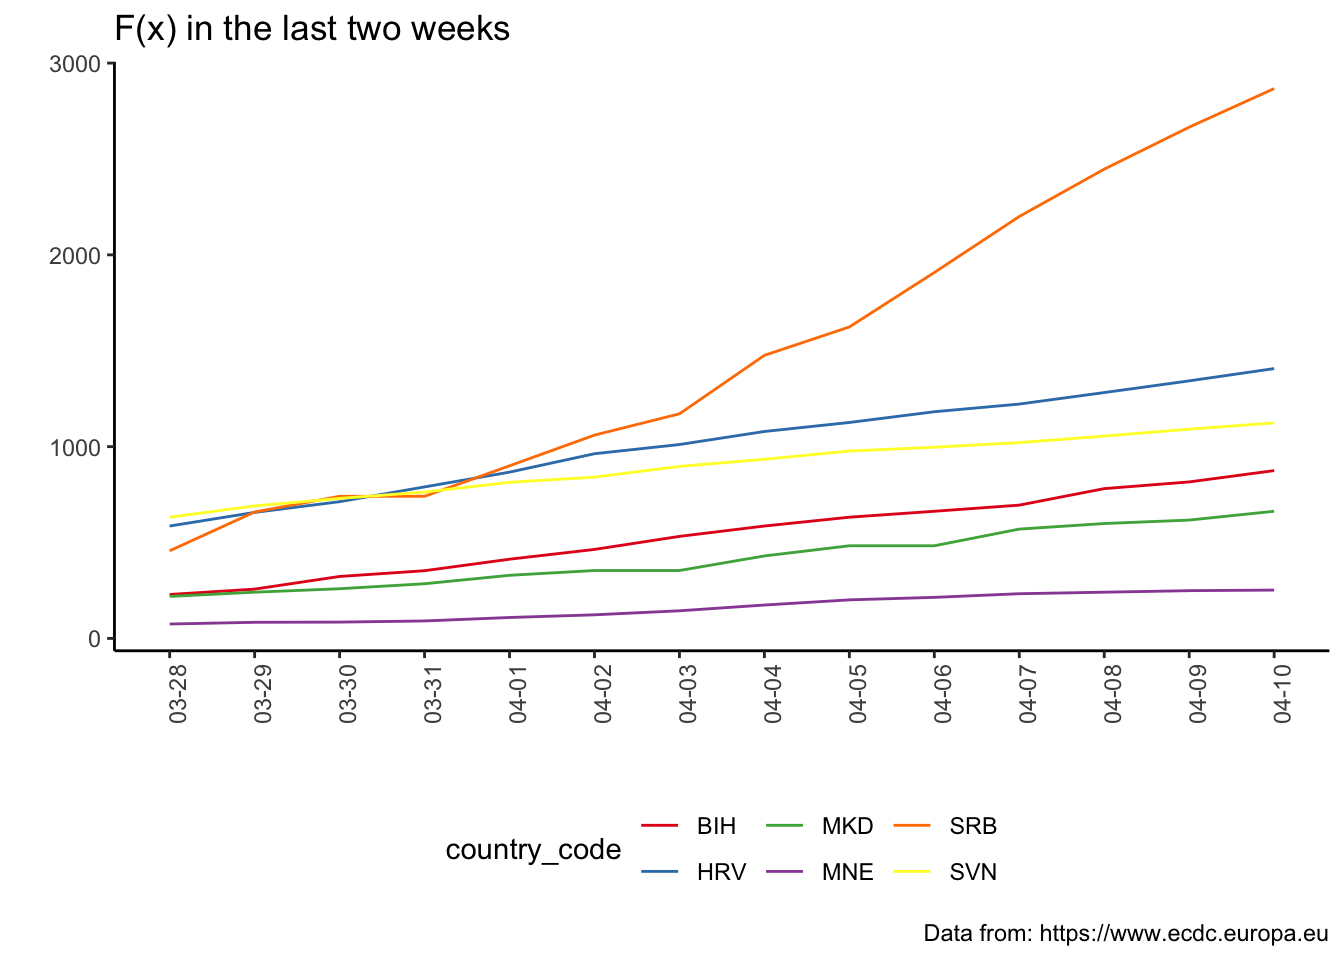 F(x) in the last two weeks
3000
2000
1000
0
03-28 03-29 03-30 03-31 04-01 04-02 04-03 04-04 04-05 04-06 04-07 04-08 04-09 04-10
country_code
BIH MKD SRB
HRV MNE SVN
Data from: https://www.ecdc.europa.eu